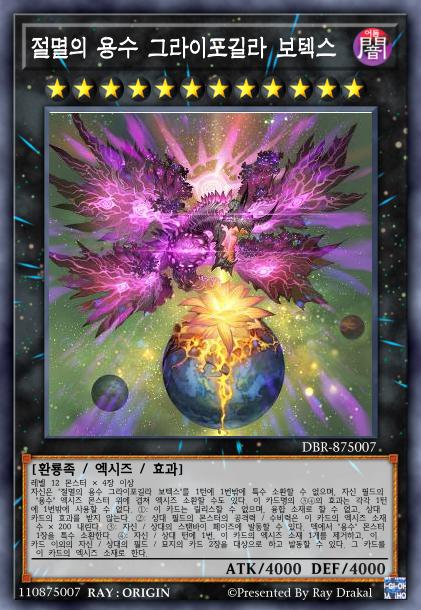 절멸의 용수 그라이포길라 보텍스
어둠
闇
DBR-875007
[환룡족 / 엑시즈 / 효과]
레벨 12 몬스터 × 4장 이상
자신은 "절멸의 용수 그라이포길라 보텍스"를 1턴에 1번밖에 특수 소환할 수 없으며, 자신 필드의
"용수" 엑시즈 몬스터 위에 겹쳐 엑시즈 소환할 수도 있다. 이 카드명의 ③④의 효과는 각각 1턴
에 1번밖에 사용할 수 없다. ①: 이 카드는 릴리스할 수 없으며, 융합 소재로 할 수 없고, 상대
카드의 효과를 받지 않는다. ②: 상대 필드의 몬스터의 공격력 / 수비력은 이 카드의 엑시즈 소재
수 × 200 내린다. ③: 자신 / 상대의 스탠바이 페이즈에 발동할 수 있다. 덱에서 "용수" 몬스터
1장을 특수 소환한다. ④: 자신 / 상대 턴에 1번, 이 카드의 엑시즈 소재 1개를 제거하고, 이
카드 이외의 자신 / 상대의 필드 / 묘지의 카드 2장을 대상으로 하고 발동할 수 있다. 그 카드를
이 카드의 엑시즈 소재로 한다.
ATK/4000 DEF/4000
110875007 RAY : ORIGIN ©Presented By Ray Drakal